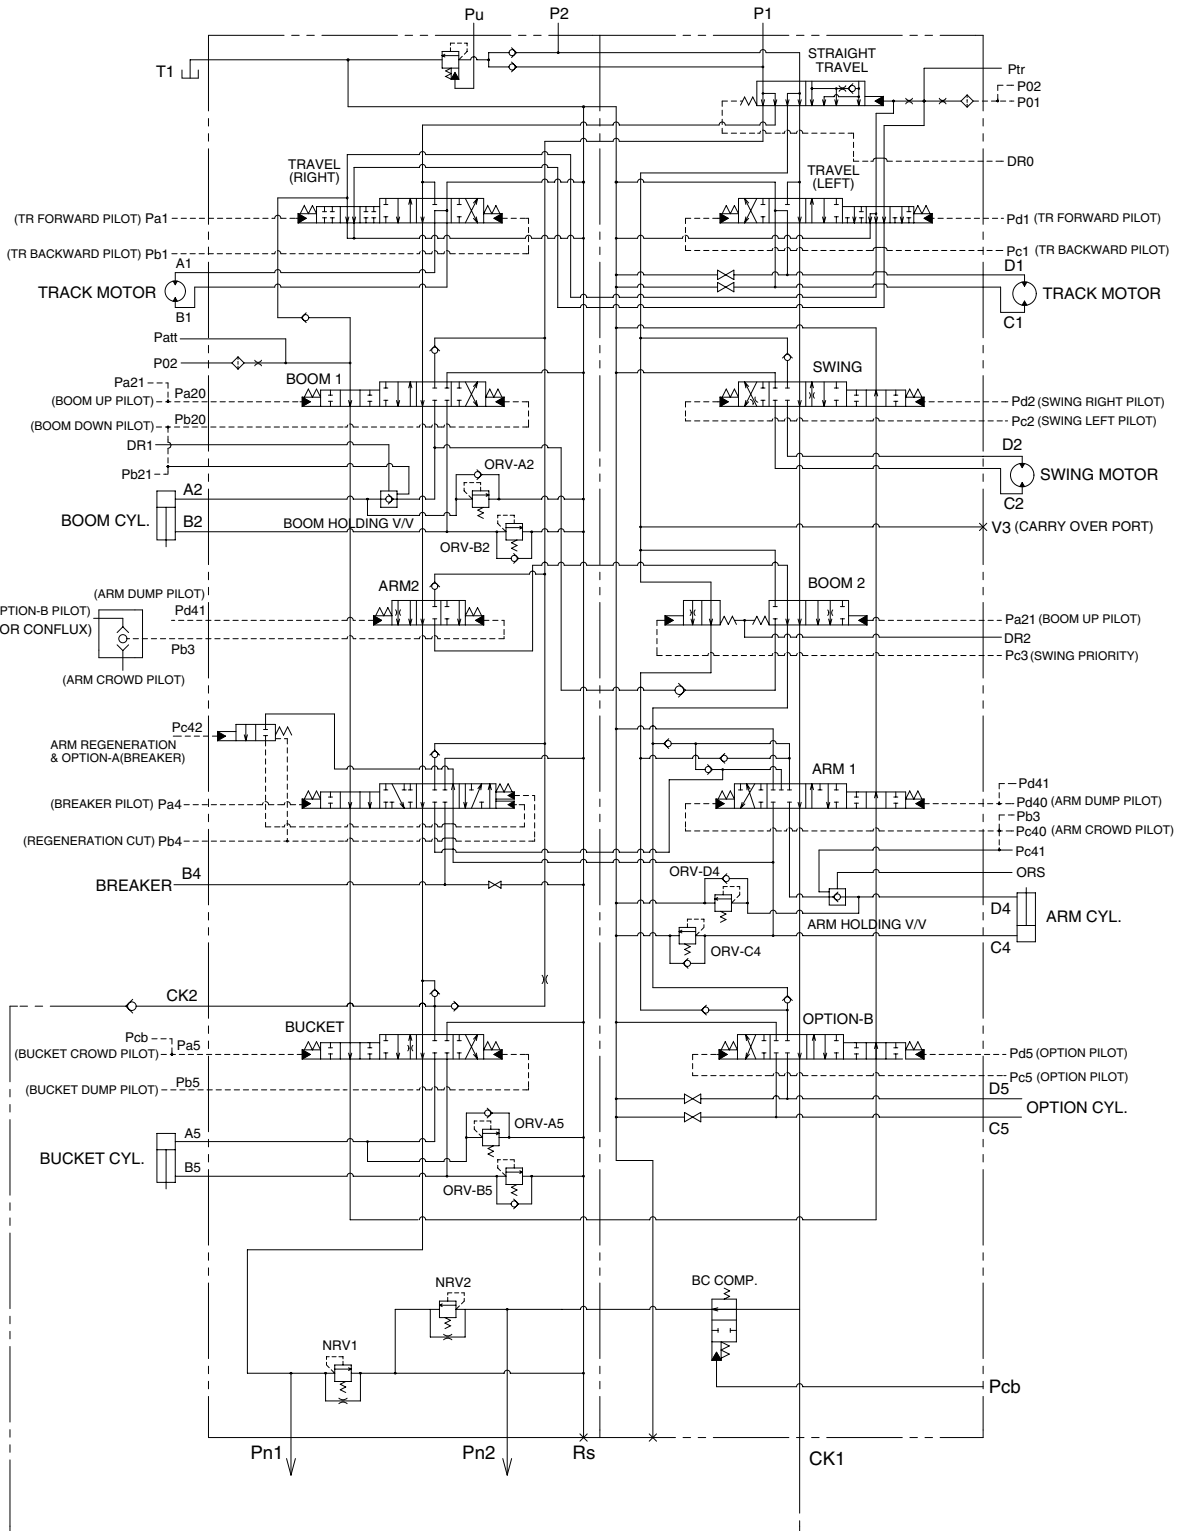 Pu
P2
P1
T1
STRAIGHT
TRAVEL
Ptr
P02
P01
DR0
TRAVEL
(RIGHT)
TRAVEL
(LEFT)
(TR FORWARD PILOT) Pa1
Pd1 (TR FORWARD PILOT)
(TR BACKWARD PILOT) Pb1
Pc1 (TR BACKWARD PILOT)
A1
D1
TRACK MOTOR
TRACK MOTOR
B1
C1
Patt
P02
BOOM 1
SWING
Pa21
(BOOM UP PILOT)
Pa20
Pd2 (SWING RIGHT PILOT)
Pb20
(BOOM DOWN PILOT)
Pc2 (SWING LEFT PILOT)
DR1
D2
Pb21
ORV-A2
SWING MOTOR
A2
C2
BOOM CYL.
B2
BOOM HOLDING V/V
V3 (CARRY OVER PORT)
ORV-B2
ARM2
BOOM 2
(ARM DUMP PILOT)
PTION-B PILOT)
Pd41
Pa21 (BOOM UP PILOT)
OR CONFLUX)
DR2
Pb3
Pc3 (SWING PRIORITY)
(ARM CROWD PILOT)
Pc42
ARM REGENERATION
& OPTION-A(BREAKER)
ARM 1
Pd41
(BREAKER PILOT) Pa4
Pd40 (ARM DUMP PILOT)
Pb3
(REGENERATION CUT) Pb4
Pc40 (ARM CROWD PILOT)
Pc41
ORV-D4
ORS
B4
BREAKER
D4
ARM CYL.
ARM HOLDING V/V
C4
ORV-C4
CK2
BUCKET
OPTION-B
Pcb
Pa5
(BUCKET CROWD PILOT)
Pd5 (OPTION PILOT)
Pb5
(BUCKET DUMP PILOT)
Pc5 (OPTION PILOT)
D5
OPTION CYL.
C5
A5
ORV-A5
BUCKET CYL.
B5
ORV-B5
NRV2
BC COMP.
NRV1
Pcb
Pn1
Pn2
Rs
CK1